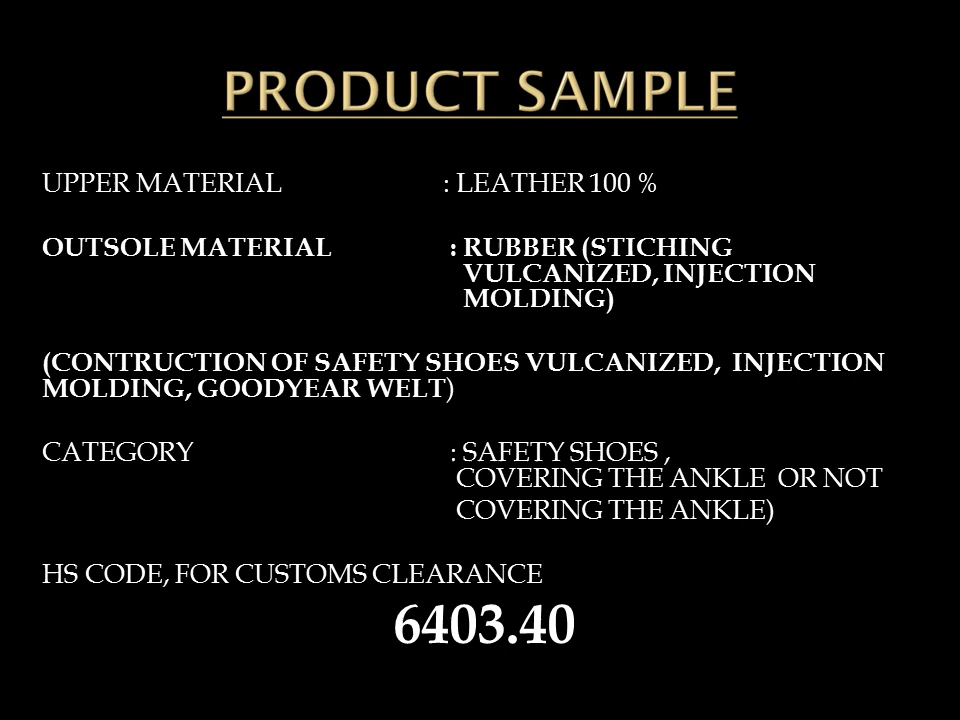 PRODUCT SAMPLE
UPPER MATERIAL : LEATHER 100 %
OUTSOLE MATERIAL : RUBBER (STICHING
VULCANIZED, INJECTION
MOLDING)
(CONTRUCTION OF SAFETY SHOES VULCANIZED, INJECTION
MOLDING, GOODYEAR WELT)
CATEGORY : SAFETY SHOES ,
COVERING THE ANKLE OR NOT
COVERING THE ANKLE)
HS CODE, FOR CUSTOMS CLEARANCE
6403.40